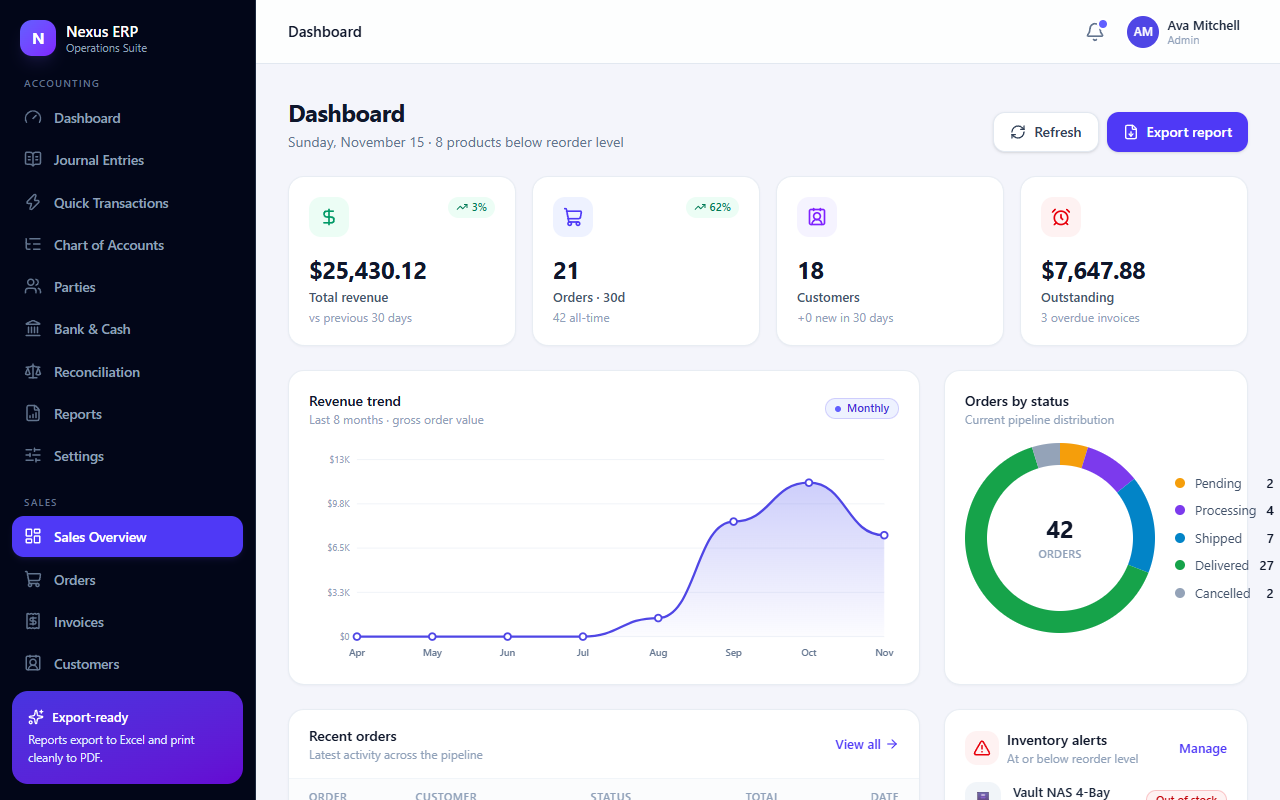 N
Nexus ERP
Operations Suite
ACCOUNTING
Dashboard
Journal Entries
Quick Transactions
Chart of Accounts
Parties
Bank & Cash
Reconciliation
Reports
Settings
SALES
Sales Overview
Orders
Invoices
Customers
Export-ready
Reports export to Excel and print
cleanly to PDF.
Dashboard
AM
Ava Mitchell
Admin
Dashboard
Sunday, November 15 · 8 products below reorder level
Refresh
Export report
3%
$25,430.12
Total revenue
vs previous 30 days
62%
21
Orders · 30d
42 all-time
18
Customers
+0 new in 30 days
$7,647.88
Outstanding
3 overdue invoices
Revenue trend
Last 8 months · gross order value
Monthly
$13K
$9.8K
$6.5K
$3.3K
$0
Apr May Jun Jul Aug Sep Oct Nov
Orders by status
Current pipeline distribution
42
ORDERS
Pending 2
Processing 4
Shipped 7
Delivered 27
Cancelled 2
Recent orders
Latest activity across the pipeline
View all
ORDER CUSTOMER STATUS TOTAL DATE
Inventory alerts
At or below reorder level
Manage
Vault NAS 4-Bay
Out of stock